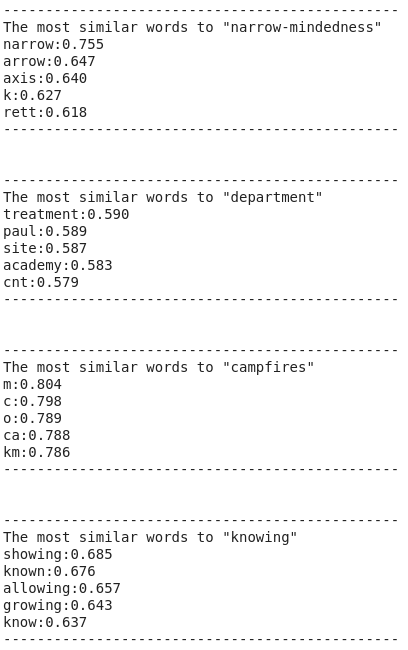 --------------------------------------------------
The most similar words to "narrow-mindedness"
narrow:0.755
arrow:0.647
axis:0.640
k:0.627
rett:0.618
--------------------------------------------------
--------------------------------------------------
The most similar words to "department"
treatment:0.590
paul:0.589
site:0.587
academy:0.583
cnt:0.579
--------------------------------------------------
--------------------------------------------------
The most similar words to "campfires"
m:0.804
c:0.798
o:0.789
ca:0.788
km:0.786
--------------------------------------------------
--------------------------------------------------
The most similar words to "knowing"
showing:0.685
known:0.676
allowing:0.657
growing:0.643
know:0.637
--------------------------------------------------